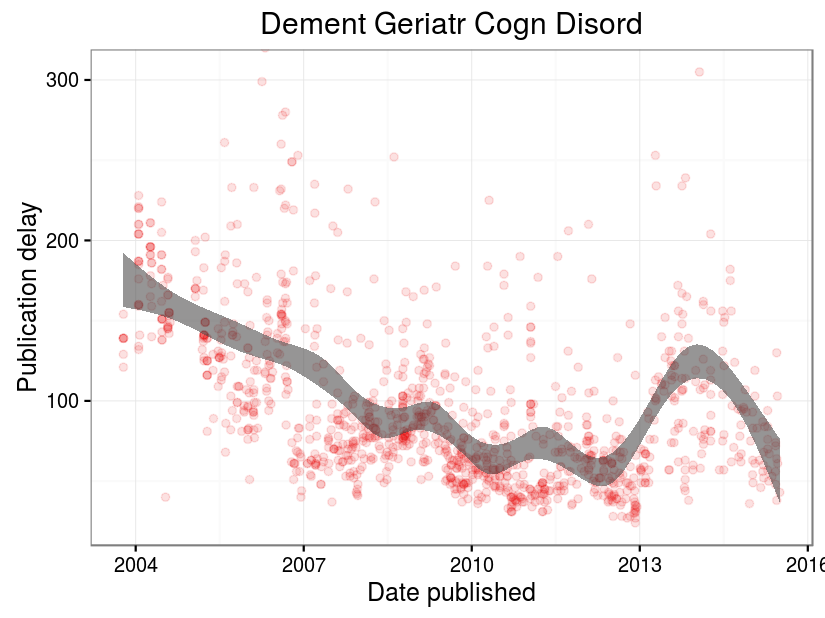 Dement Geriatr Cogn Disord
Publication delay
300
200
100
2004 2007 2010 2013 2016
Date published